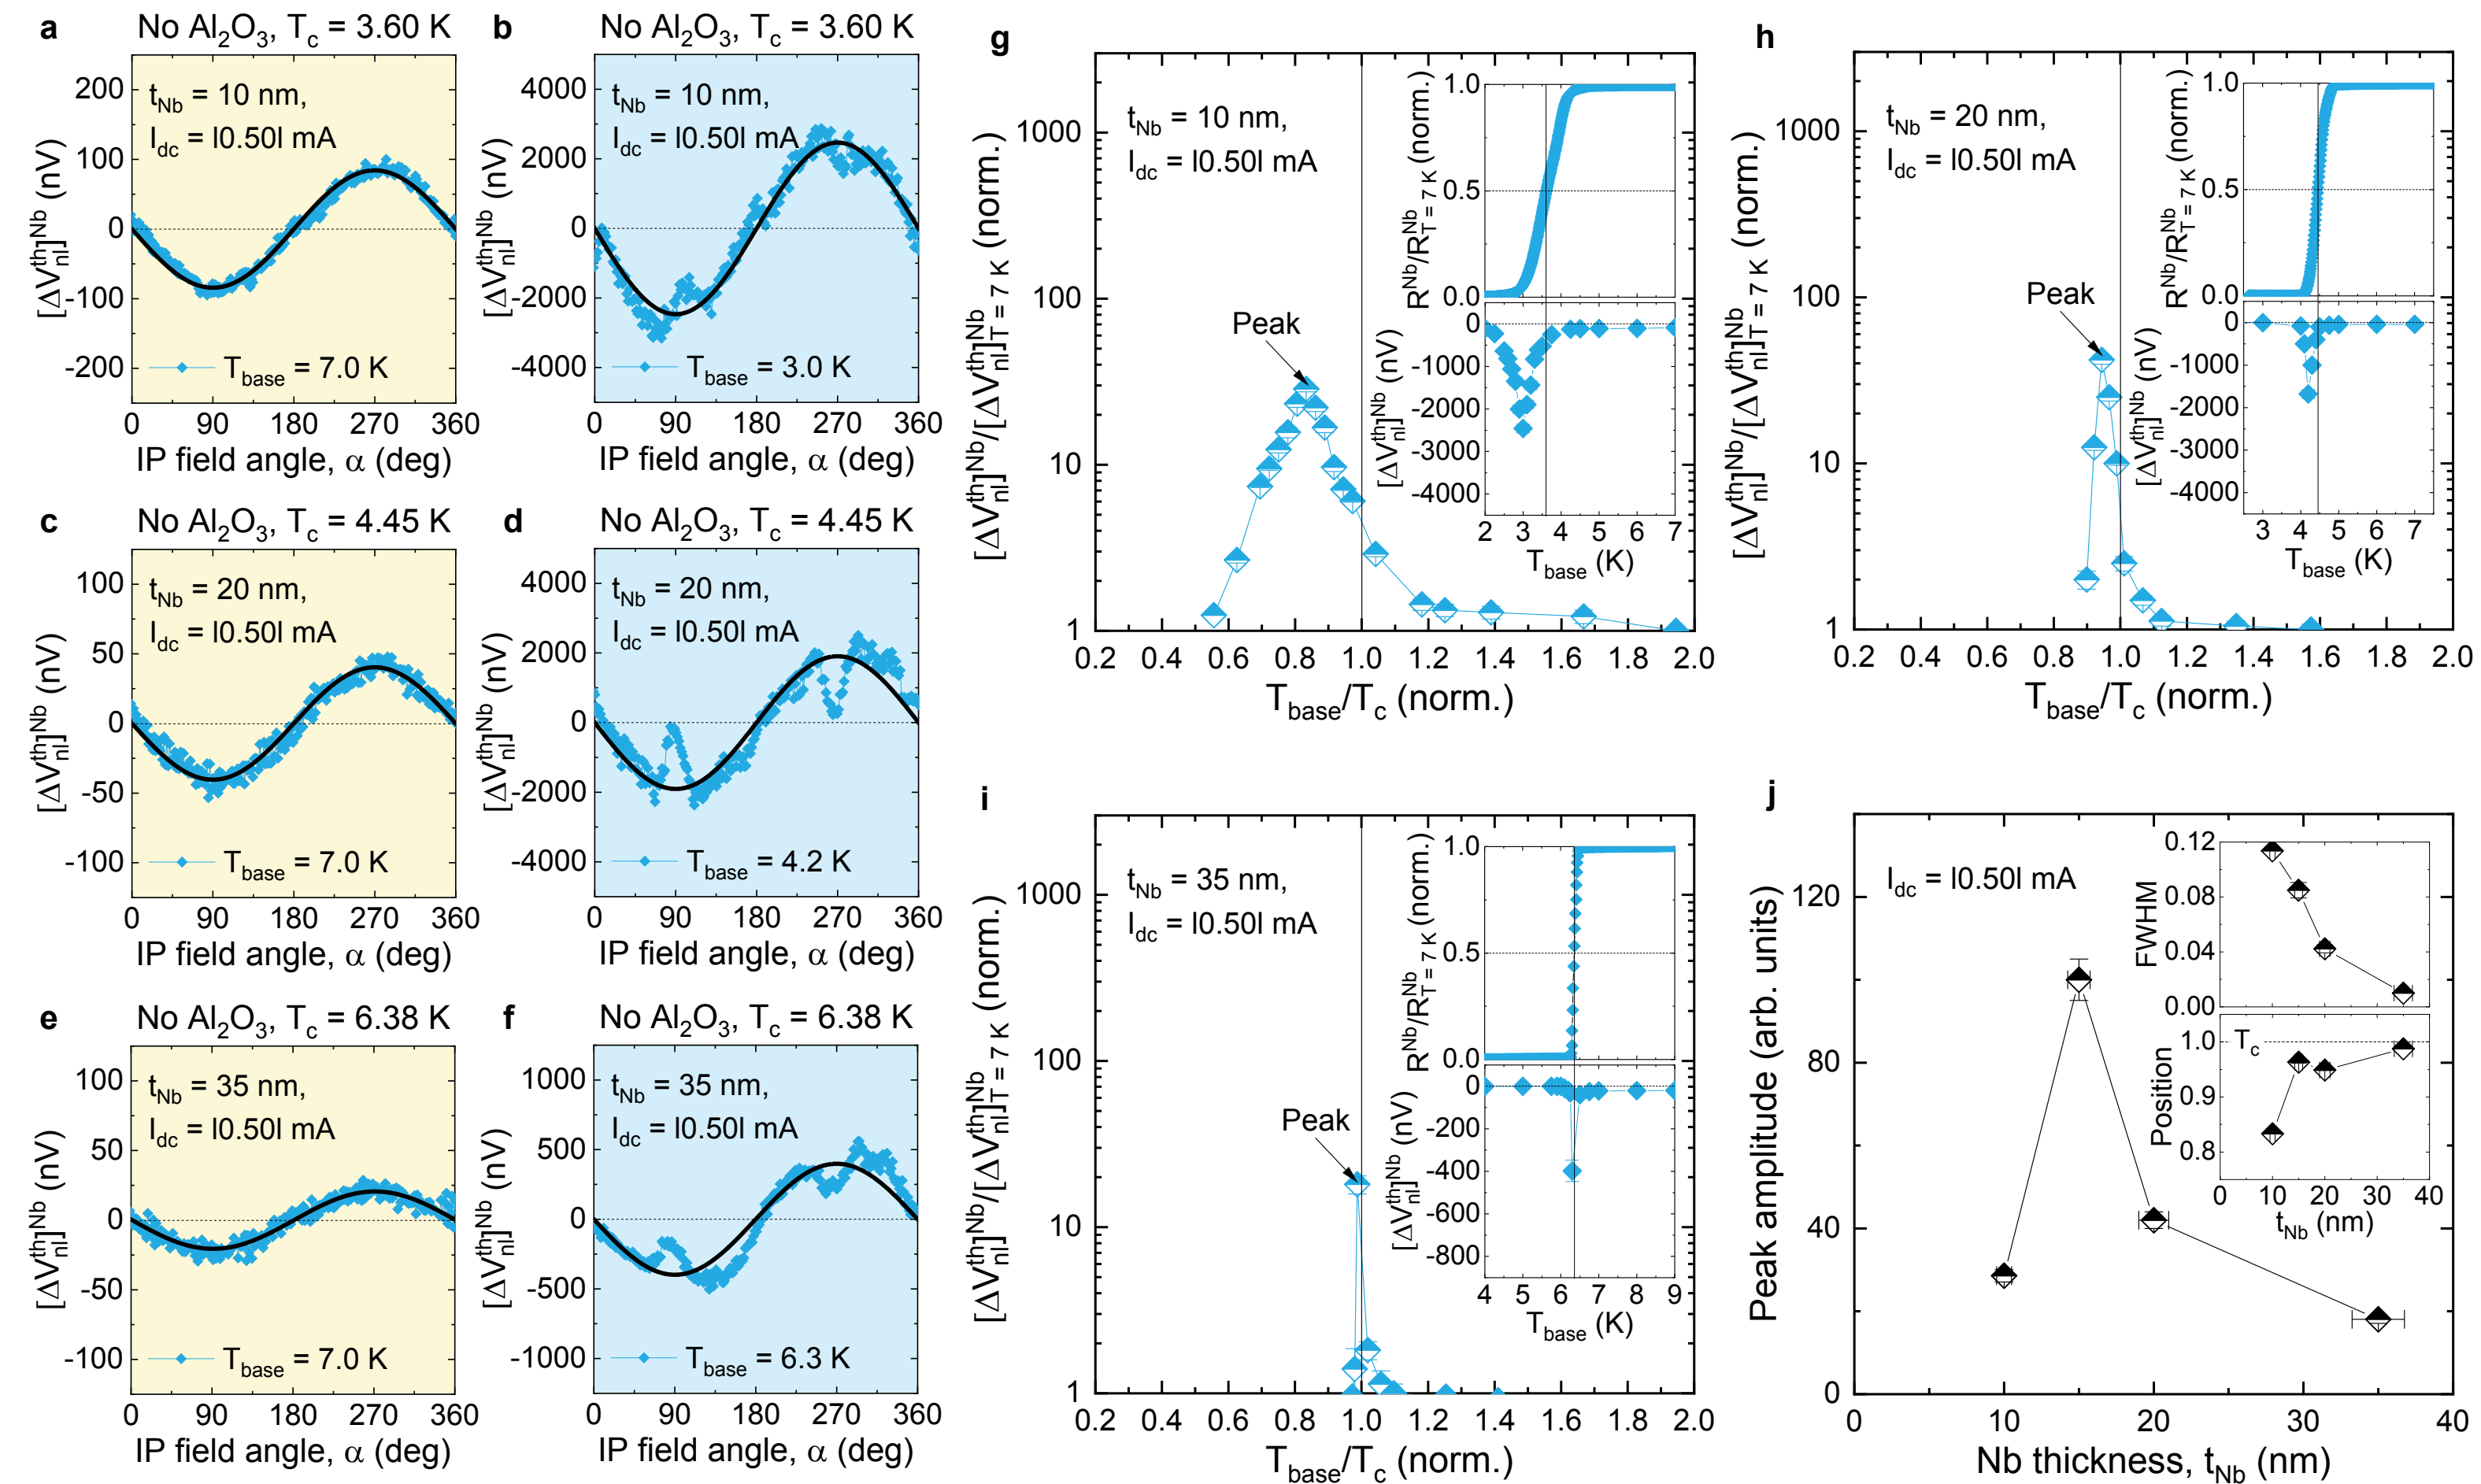 a
No Al2O3, Tc = 3.60 K
tNb = 10 nm,
Idc = |0.50| mA
[ΔVnlth]Nb (nV)
200
100
0
-100
-200
Tbase = 7.0 K
0 90 180 270 360
IP field angle, α (deg)
b
No Al2O3, Tc = 3.60 K
tNb = 10 nm,
Idc = |0.50| mA
[ΔVnlth]Nb (nV)
4000
2000
0
-2000
-4000
Tbase = 3.0 K
0 90 180 270 360
IP field angle, α (deg)
c
No Al2O3, Tc = 4.45 K
tNb = 20 nm,
Idc = |0.50| mA
[ΔVnlth]Nb (nV)
100
50
0
-50
-100
Tbase = 7.0 K
0 90 180 270 360
IP field angle, α (deg)
d
No Al2O3, Tc = 4.45 K
tNb = 20 nm,
Idc = |0.50| mA
[ΔVnlth]Nb (nV)
4000
2000
0
-2000
-4000
Tbase = 4.2 K
0 90 180 270 360
IP field angle, α (deg)
e
No Al2O3, Tc = 6.38 K
tNb = 35 nm,
Idc = |0.50| mA
[ΔVnlth]Nb (nV)
100
50
0
-50
-100
Tbase = 7.0 K
0 90 180 270 360
IP field angle, α (deg)
f
No Al2O3, Tc = 6.38 K
tNb = 35 nm,
Idc = |0.50| mA
[ΔVnlth]Nb (nV)
1000
500
0
-500
-1000
Tbase = 6.3 K
0 90 180 270 360
IP field angle, α (deg)
g
tNb = 10 nm,
Idc = |0.50| mA
[ΔVnlth]Nb/[ΔVnlth]NbT = 7 K (norm.)
1000
100
10
1
Peak
0.2 0.4 0.6 0.8 1.0 1.2 1.4 1.6 1.8 2.0
Tbase/Tc (norm.)
RNb/RNbT = 7 K (norm.)
1.0
0.5
0.0
[ΔVnlth]Nb (nV)
0
-1000
-2000
-3000
-4000
2 3 4 5 6 7
Tbase (K)
h
tNb = 20 nm,
Idc = |0.50| mA
[ΔVnlth]Nb/[ΔVnlth]NbT = 7 K (norm.)
1000
100
10
1
Peak
0.2 0.4 0.6 0.8 1.0 1.2 1.4 1.6 1.8 2.0
Tbase/Tc (norm.)
RNb/RNbT = 7 K (norm.)
1.0
0.5
0.0
[ΔVnlth]Nb (nV)
0
-1000
-2000
-3000
-4000
3 4 5 6 7
Tbase (K)
i
tNb = 35 nm,
Idc = |0.50| mA
[ΔVnlth]Nb/[ΔVnlth]NbT = 7 K (norm.)
1000
100
10
1
Peak
0.2 0.4 0.6 0.8 1.0 1.2 1.4 1.6 1.8 2.0
Tbase/Tc (norm.)
RNb/RNbT = 7 K (norm.)
1.0
0.5
0.0
[ΔVnlth]Nb (nV)
0
-200
-400
-600
-800
4 5 6 7 8 9
Tbase (K)
j
Idc = |0.50| mA
Peak amplitude (arb. units)
120
80
40
0
0 10 20 30 40
Nb thickness, tNb (nm)
FWHM
0.12
0.08
0.04
0.00
Position
Tc
1.0
0.9
0.8
0 10 20 30 40
tNb (nm)